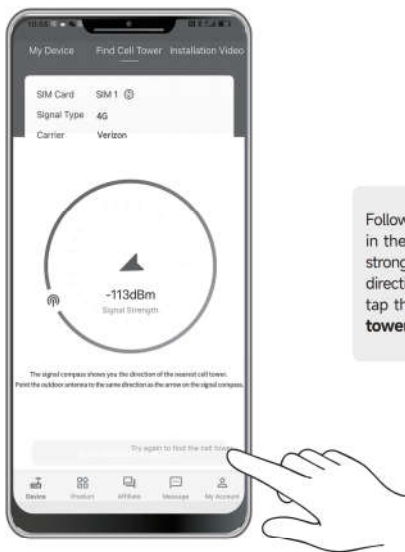 10:55
My Device Find Cell Tower Installation Video
SIM Card SIM 1
Signal Type 4G
Carrier Verizon
-113dBm
Signal Strength
The signal compass shows you the direction of the nearest cell tower.
Point the outdoor antenna to the same direction as the arrow on the signal compass.
Try again to find the cell tower
Device Product Affiliate Message My Account
Follow
in the
strong
directi
tap th
tower